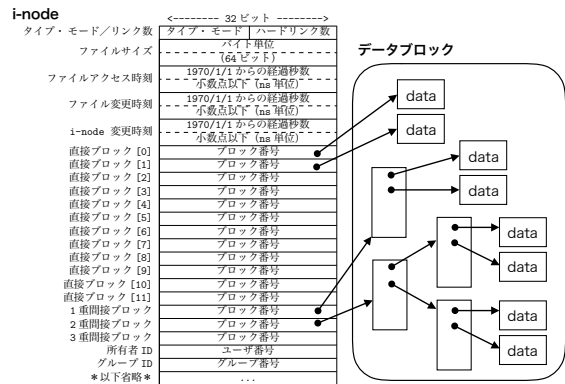 i-node
<-------- 32 ビット -------->
タイプ・ モード／リンク数 タイプ・ モード ハードリンク数
ファイルサイズ バイト単位
(64 ビット)
ファイルアクセス時刻 1970/1/1 からの経過秒数
小数点以下 (ns 単位)
ファイル変更時刻 1970/1/1 からの経過秒数
小数点以下 (ns 単位)
i-node 変更時刻 1970/1/1 からの経過秒数
小数点以下 (ns 単位)
直接ブロック [0] ブロック番号
直接ブロック [1] ブロック番号
直接ブロック [2] ブロック番号
直接ブロック [3] ブロック番号
直接ブロック [4] ブロック番号
直接ブロック [5] ブロック番号
直接ブロック [6] ブロック番号
直接ブロック [7] ブロック番号
直接ブロック [8] ブロック番号
直接ブロック [9] ブロック番号
直接ブロック [10] ブロック番号
直接ブロック [11] ブロック番号
1 重間接ブロック ブロック番号
2 重間接ブロック ブロック番号
3 重間接ブロック ブロック番号
所有者 ID ユーザ番号
グループ ID グループ番号
＊以下省略＊ ...
データブロック
data
data
data
data
data
data
data
data